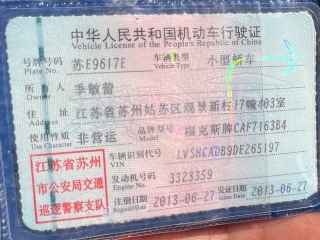 中华人民共和国机动车行驶证
Vehicle License of the People's Republic of China
号牌号码 苏E9617E 车辆类型 小型轿车
Plate No. Vehicle Type
所有人 李敏
Owner
住址 江苏省苏州姑苏区观景新村17幢403室
Address
使用性质 非营运 品牌型号 福克斯牌CAF7163B4
Use Character Model
江苏省苏州
市公安局交通
巡逻警察支队
车辆识别代号 LVSHCADB9DE265197
VIN
发动机号码 3323359
Engine No.
注册日期 2013-06-27 发证日期 2013-06-27
Register Date Issue Date